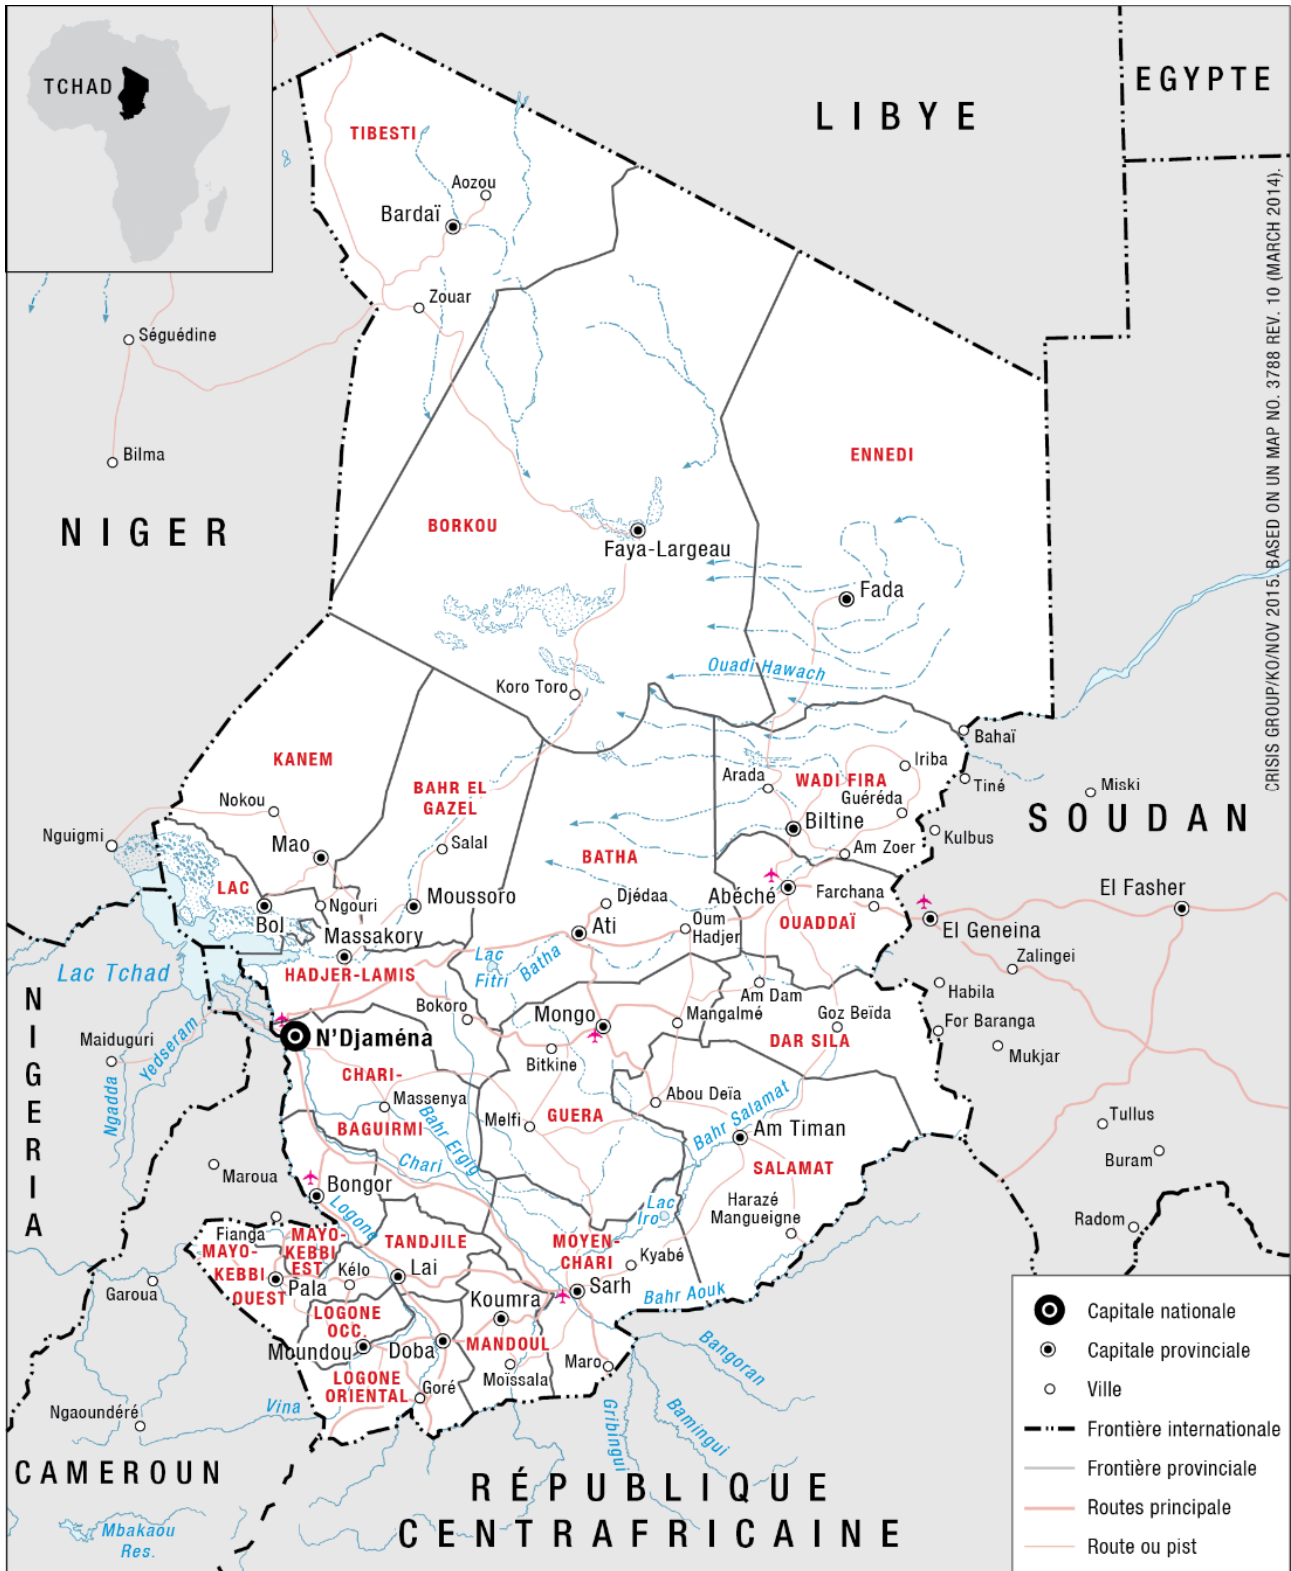 TCHAD
LIBYE
EGYPTE
TIBESTI
Aozou
Bardaï
Zouar
Séguédine
Bilma
NIGER
BORKOU
ENNEDI
Faya-Largeau
Fada
Ouadi Hawach
Koro Toro
KANEM
BAHR EL
GAZEL
Nokou
Nguigmi
Mao
Salal
LAC
Bol
Ngouri
Moussoro
Massakory
HADJER-LAMIS
Lac Tchad
BATHA
Djédaa
Ati
Oum
Hadjer
Lac
Fitri
Batha
Arada
WADI FIRA
Iriba
Guéréda
Biltine
Am Zoer
Bahaï
Tiné
Kulbus
Miski
SOUDAN
Abéché
Farchana
OUADDAÏ
El Geneina
El Fasher
Zalingei
Habila
For Baranga
Mukjar
Am Dam
Goz Beïda
DAR SILA
Mangalmé
Mongo
Bokoro
Bitkine
N'Djaména
NIGERIA
Maiduguri
Yedseram
Ngadda
CHARI-
BAGUIRMI
Massenya
Bahr Ergig
Chari
Melfi
GUERA
Abou Deïa
Bahr Salamat
Am Timan
SALAMAT
Tullus
Buram
Radom
Maroua
Bongor
Logone
Lac
Iro
Harazé
Mangueigne
Fianga
MAYO-
KEBBI
EST
MAYO-
KEBBI
OUEST
Pala
Kélo
TANDJILE
Lai
MOYEN-
CHARI
Kyabé
Sarh
Bahr Aouk
Garoua
LOGONE
OCC.
Koumra
Moundou
Doba
MANDOUL
Moïssala
Maro
LOGONE
ORIENTAL
Goré
Vina
Ngaoundéré
Bangoran
Bamingui
Gribingui
CAMEROUN
Mbakaou
Res.
RÉPUBLIQUE
CENTRAFRICAINE
Capitale nationale
Capitale provinciale
Ville
Frontière internationale
Frontière provinciale
Routes principale
Route ou pist
CRISIS GROUP/KO/NOV 2015. BASED ON UN MAP NO. 3788 REV. 10 (MARCH 2014).